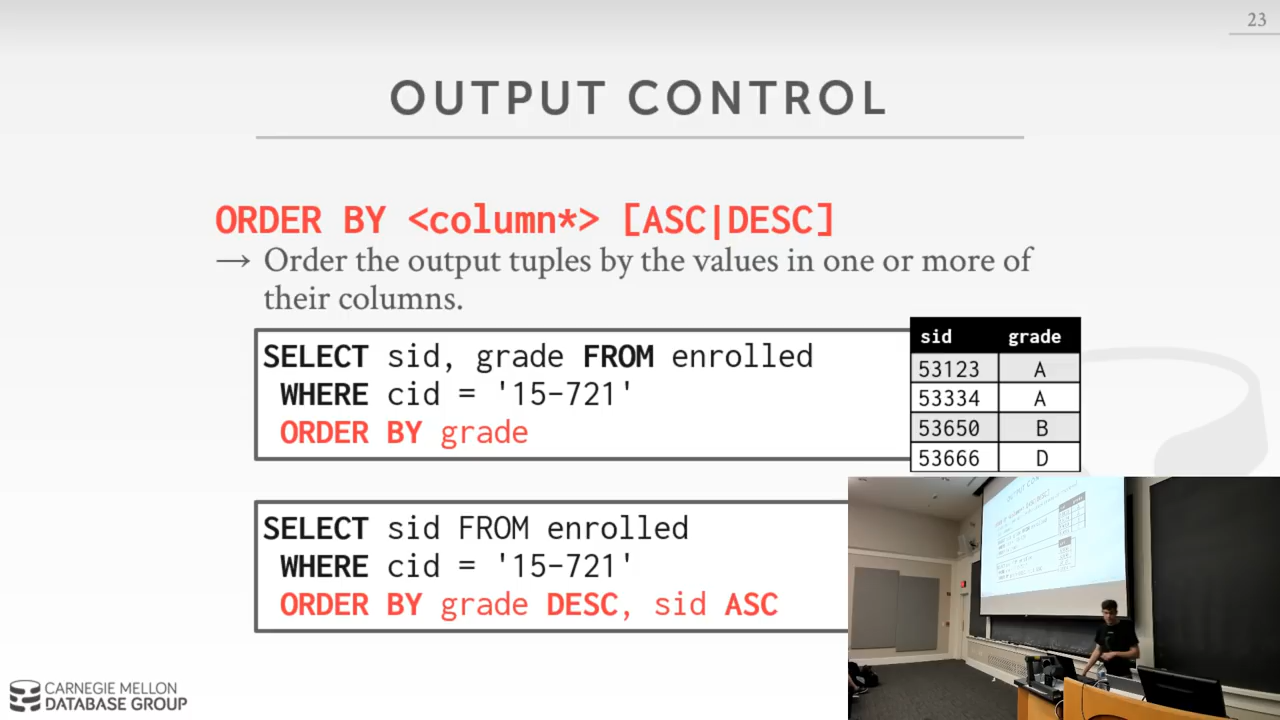 23
OUTPUT CONTROL
ORDER BY <column*> [ASC|DESC]
→ Order the output tuples by the values in one or more of
their columns.
SELECT sid, grade FROM enrolled
WHERE cid = '15-721'
ORDER BY grade
sid grade
53123 A
53334 A
53650 B
53666 D
SELECT sid FROM enrolled
WHERE cid = '15-721'
ORDER BY grade DESC, sid ASC
CARNEGIE MELLON
DATABASE GROUP